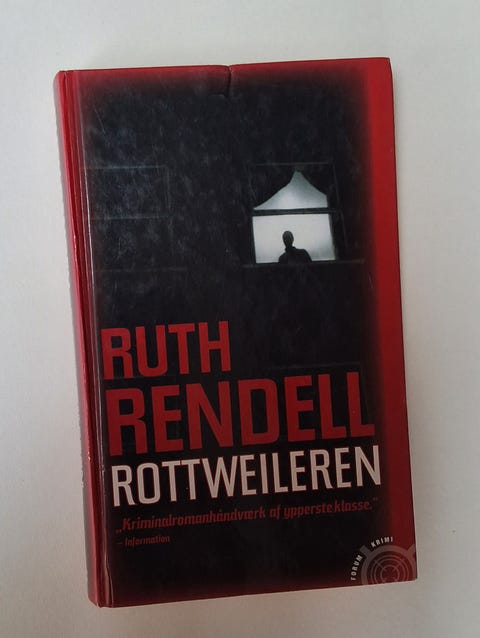 RUTH
RENDELL
ROTTWEILEREN
„Kriminalromanhåndværk af ypperste klasse.”
– Information
FORUM KRIMI